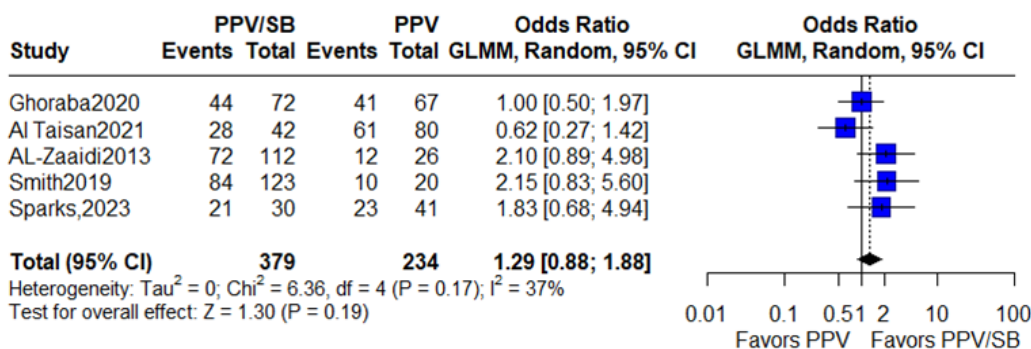 PPV/SB PPV Odds Ratio Odds Ratio
Study Events Total Events Total GLMM, Random, 95% CI GLMM, Random, 95% CI
Ghoraba2020 44 72 41 67 1.00 [0.50; 1.97]
Al Taisan2021 28 42 61 80 0.62 [0.27; 1.42]
AL-Zaaidi2013 72 112 12 26 2.10 [0.89; 4.98]
Smith2019 84 123 10 20 2.15 [0.83; 5.60]
Sparks,2023 21 30 23 41 1.83 [0.68; 4.94]
Total (95% CI) 379 234 1.29 [0.88; 1.88]
Heterogeneity: Tau² = 0; Chi² = 6.36, df = 4 (P = 0.17); I² = 37%
Test for overall effect: Z = 1.30 (P = 0.19)
0.01 0.1 0.5 1 2 10 100
Favors PPV Favors PPV/SB